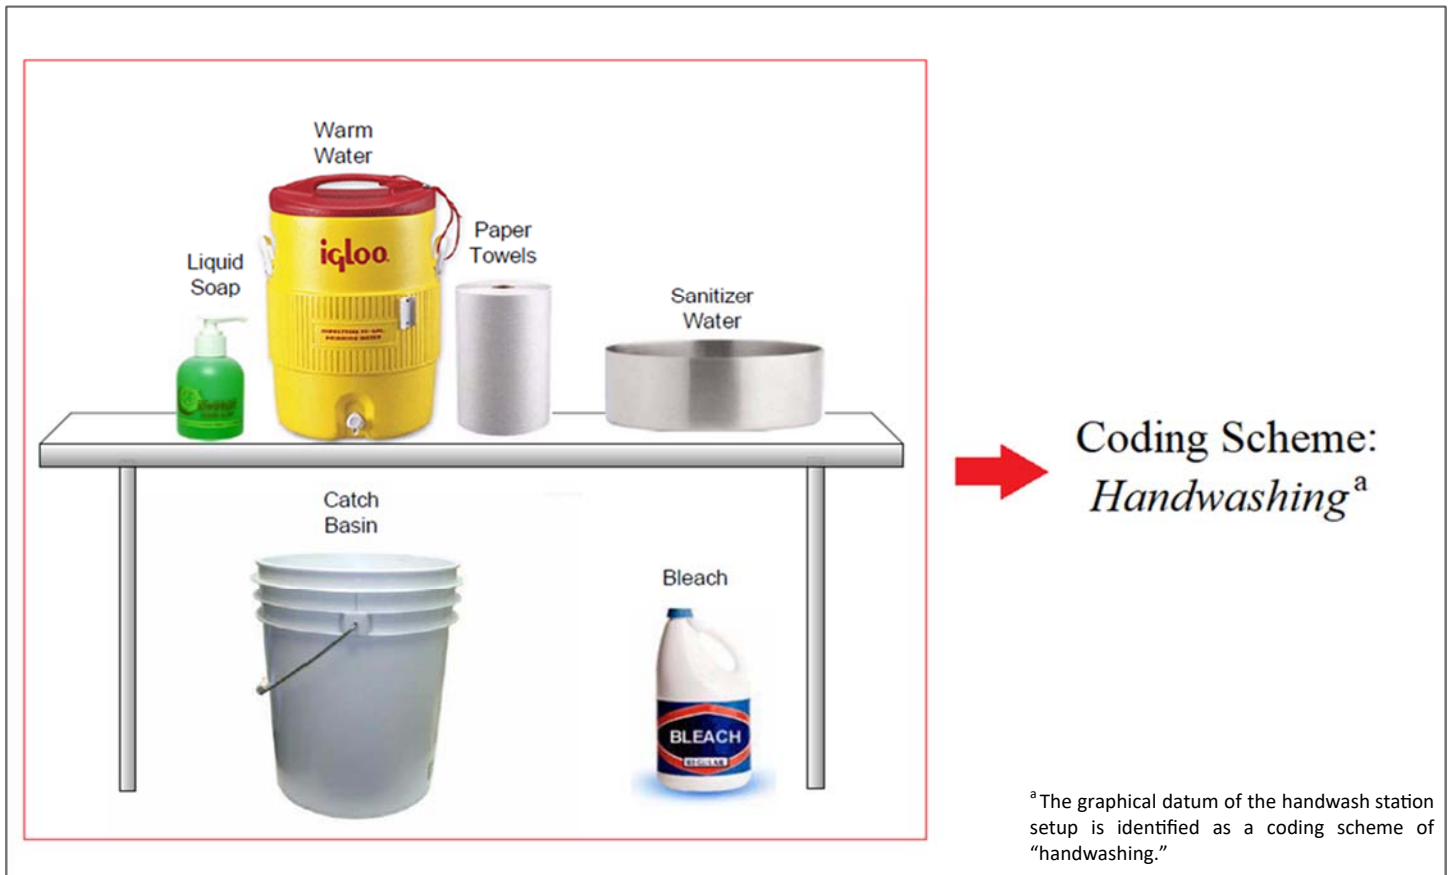 Warm
Water
igloo
Paper
Towels
Liquid
Soap
Sanitizer
Water
Catch
Basin
Bleach
BLEACH
REGULAR
Coding Scheme:
Handwashing a
a The graphical datum of the handwash station
setup is identified as a coding scheme of
“handwashing.”